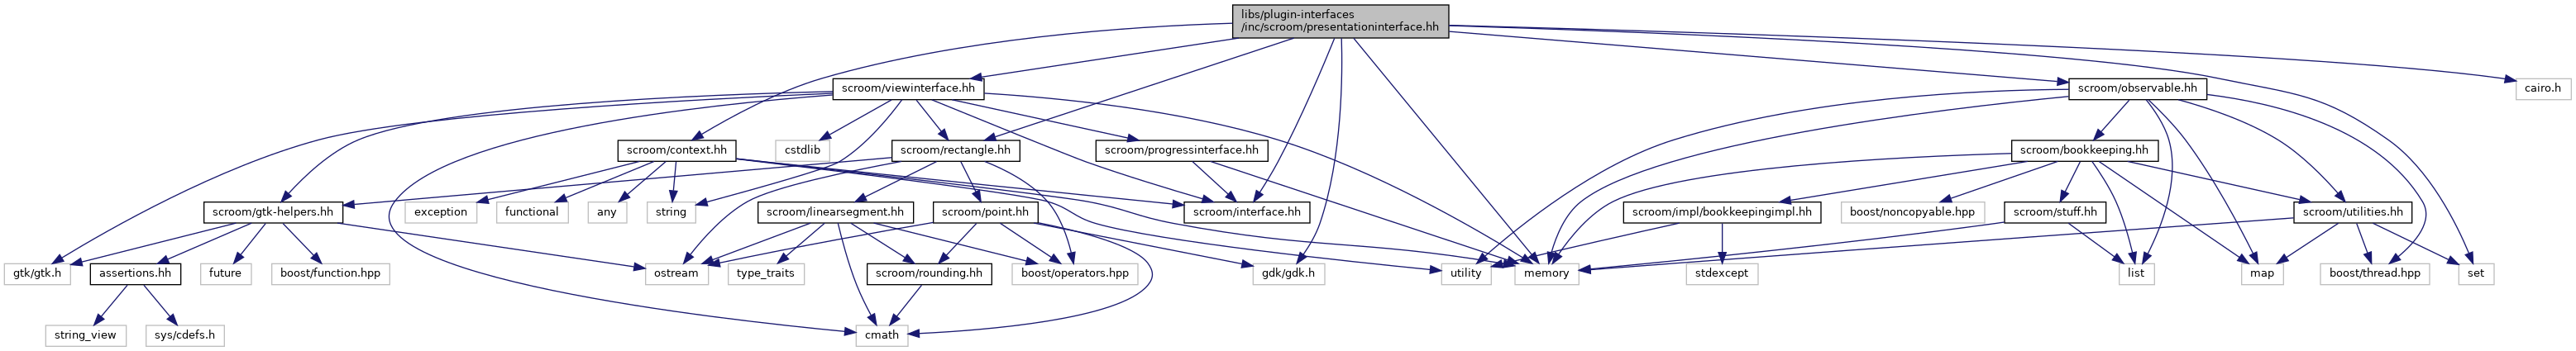 libs/plugin-interfaces
/inc/scroom/presentationinterface.hh
scroom/viewinterface.hh
scroom/observable.hh
cairo.h
scroom/context.hh
cstdlib
scroom/rectangle.hh
scroom/progressinterface.hh
scroom/bookkeeping.hh
scroom/gtk-helpers.hh
exception
functional
any
string
scroom/linearsegment.hh
scroom/point.hh
scroom/interface.hh
scroom/impl/bookkeepingimpl.hh
boost/noncopyable.hpp
scroom/stuff.hh
scroom/utilities.hh
gtk/gtk.h
assertions.hh
future
boost/function.hpp
ostream
type_traits
scroom/rounding.hh
boost/operators.hpp
gdk/gdk.h
utility
memory
stdexcept
list
map
boost/thread.hpp
set
string_view
sys/cdefs.h
cmath